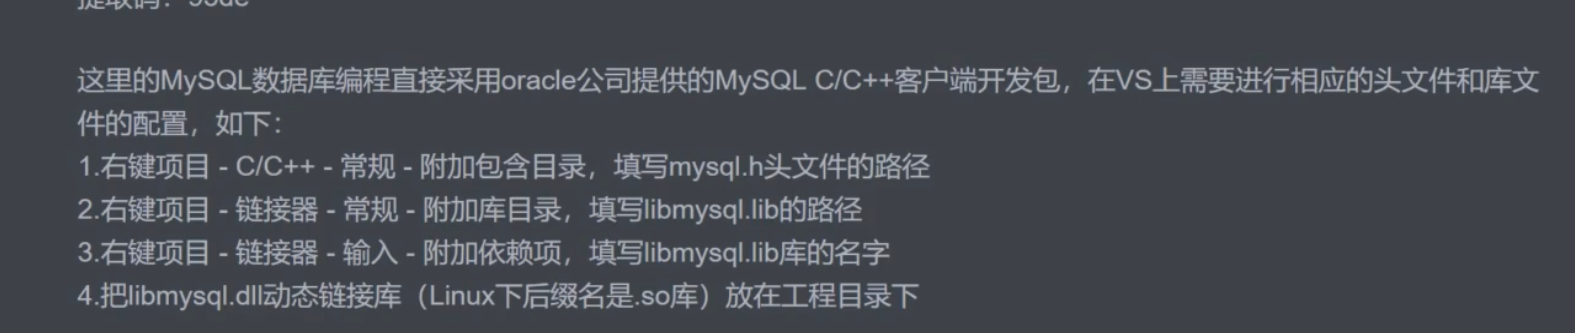 这里的MySQL数据库编程直接采用oracle公司提供的MySQL C/C++客户端开发包，在VS上需要进行相应的头文件和库文
件的配置，如下：
1.右键项目 - C/C++ - 常规 - 附加包含目录，填写mysql.h头文件的路径
2.右键项目 - 链接器 - 常规 - 附加库目录，填写libmysql.lib的路径
3.右键项目 - 链接器 - 输入 - 附加依赖项，填写libmysql.lib库的名字
4.把libmysql.dll动态链接库（Linux下后缀名是.so库）放在工程目录下